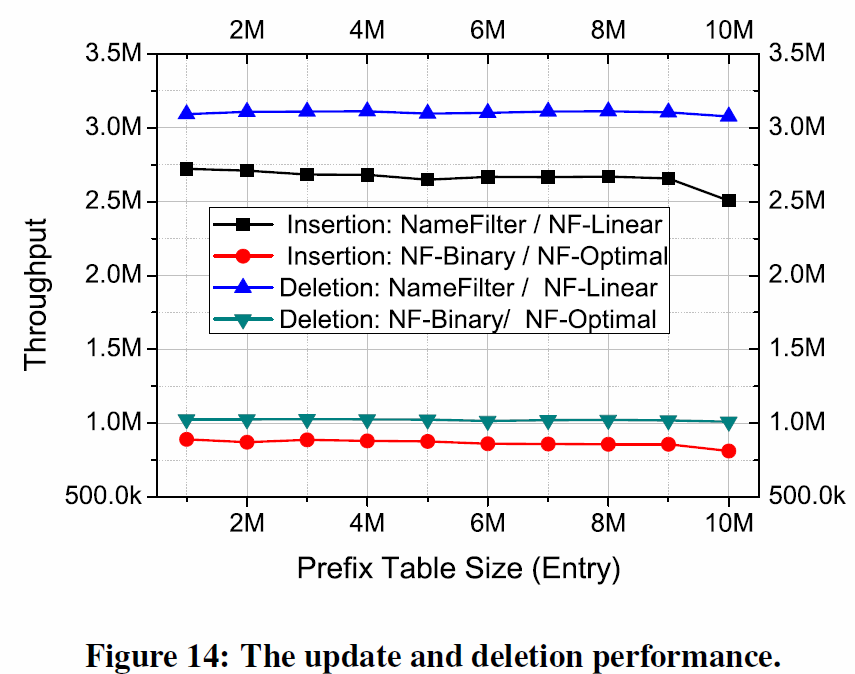 2M 4M 6M 8M 10M
3.5M 3.5M
3.0M 3.0M
2.5M 2.5M
Insertion: NameFilter / NF-Linear
Insertion: NF-Binary / NF-Optimal
2.0M 2.0M
Deletion: NameFilter / NF-Linear
Deletion: NF-Binary/ NF-Optimal
Throughput
1.5M 1.5M
1.0M 1.0M
500.0k 500.0k
2M 4M 6M 8M 10M
Prefix Table Size (Entry)
Figure 14: The update and deletion performance.